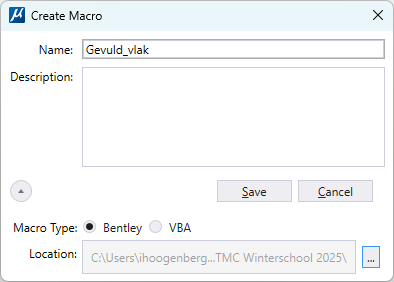 Create Macro
Name: Gevuld_vlak
Description:
Save Cancel
Macro Type: Bentley VBA
Location: C:\Users\ihoogenberg...TMC Winterschool 2025\ ...